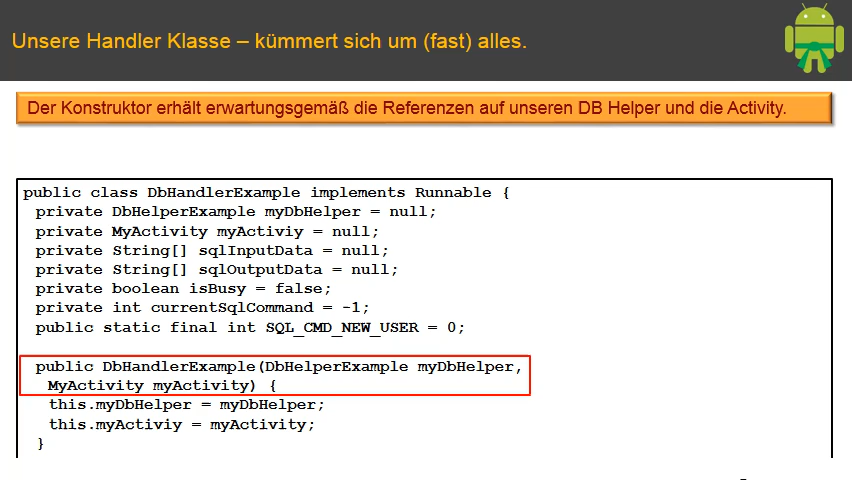 Unsere Handler Klasse – kümmert sich um (fast) alles.
Der Konstruktor erhält erwartungsgemäß die Referenzen auf unseren DB Helper und die Activity.
public class DbHandlerExample implements Runnable {
private DbHelperExample myDbHelper = null;
private MyActivity myActiviy = null;
private String[] sqlInputData = null;
private String[] sqlOutputData = null;
private boolean isBusy = false;
private int currentSqlCommand = -1;
public static final int SQL_CMD_NEW_USER = 0;
public DbHandlerExample(DbHelperExample myDbHelper,
MyActivity myActivity) {
this.myDbHelper = myDbHelper;
this.myActiviy = myActivity;
}